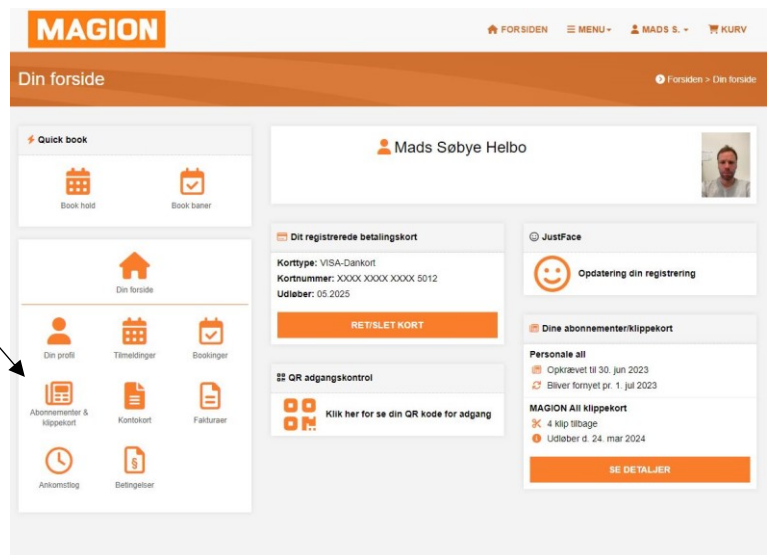 MAGION
FORSIDEN
MENU
MADS S.
KURV
Din forside
Forsiden > Din forside
Quick book
Book hold
Book baner
Din forside
Din profil
Tilmeldinger
Bookinger
Abonnementer &
klippekort
Kontokort
Fakturaer
Ankomstlog
§
Betingelser
Mads Søbye Helbo
Dit registrerede betalingskort
Korttype: VISA-Dankort
Kortnummer: XXXX XXXX XXXX 5012
Udløber: 05.2025
RET/SLET KORT
QR adgangskontrol
Klik her for se din QR kode for adgang
JustFace
Opdatering din registrering
Dine abonnementer/klippekort
Personale all
Opkrævet til 30. jun 2023
Bliver fornyet pr. 1. jul 2023
MAGION All klippekort
4 klip tilbage
Udløber d. 24. mar 2024
SE DETALJER